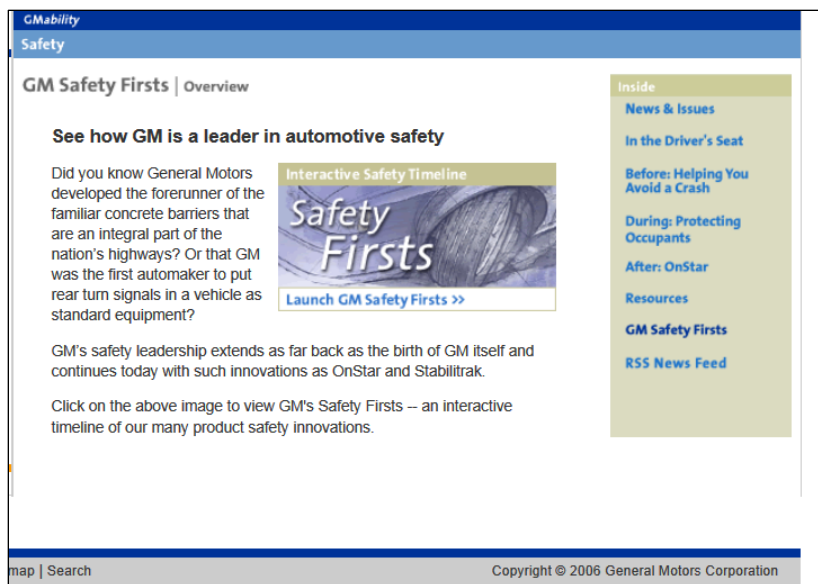 GMability
Safety
GM Safety Firsts | Overview
See how GM is a leader in automotive safety
Did you know General Motors
developed the forerunner of the
familiar concrete barriers that
are an integral part of the
nation's highways? Or that GM
was the first automaker to put
rear turn signals in a vehicle as
standard equipment?
Interactive Safety Timeline
Safety
Firsts
Launch GM Safety Firsts >>
GM's safety leadership extends as far back as the birth of GM itself and
continues today with such innovations as OnStar and Stabilitrak.
Click on the above image to view GM's Safety Firsts -- an interactive
timeline of our many product safety innovations.
Inside
News & Issues
In the Driver's Seat
Before: Helping You
Avoid a Crash
During: Protecting
Occupants
After: OnStar
Resources
GM Safety Firsts
RSS News Feed
map | Search
Copyright © 2006 General Motors Corporation